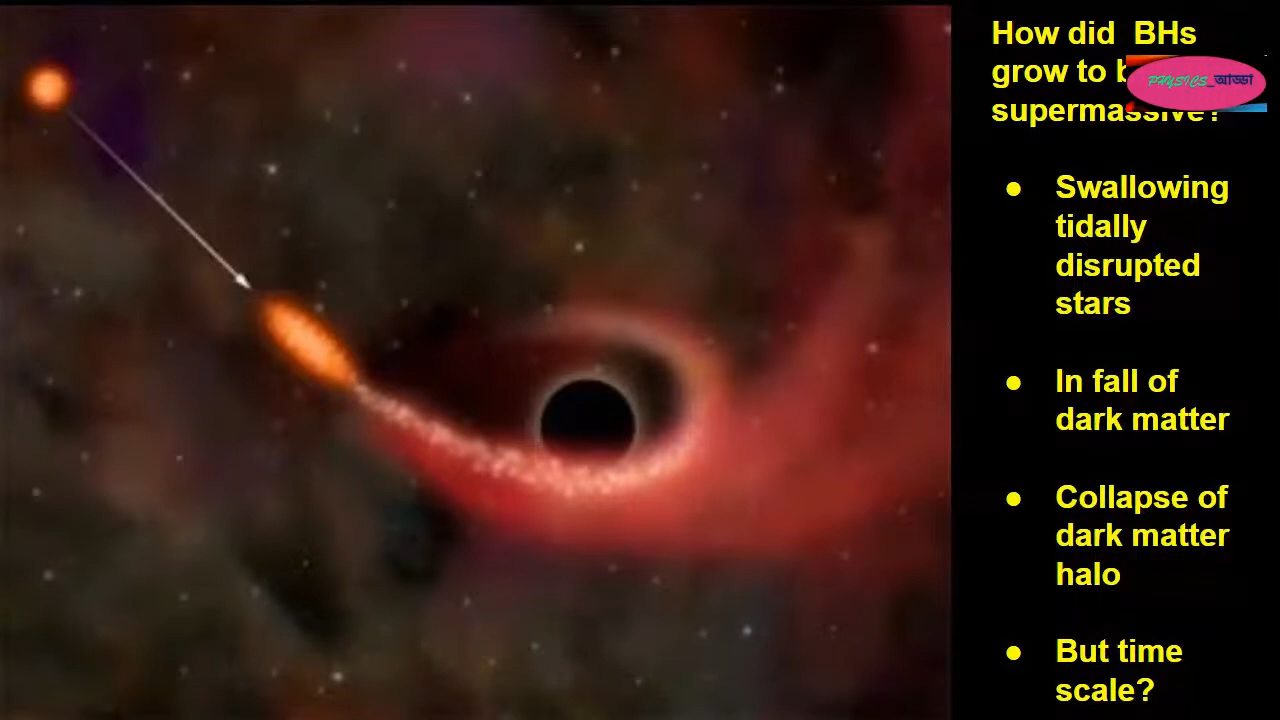 How did BHs
grow to
supermassive?
PHYSICS_আড্ডা
● Swallowing
tidally
disrupted
stars
● In fall of
dark matter
● Collapse of
dark matter
halo
● But time
scale?